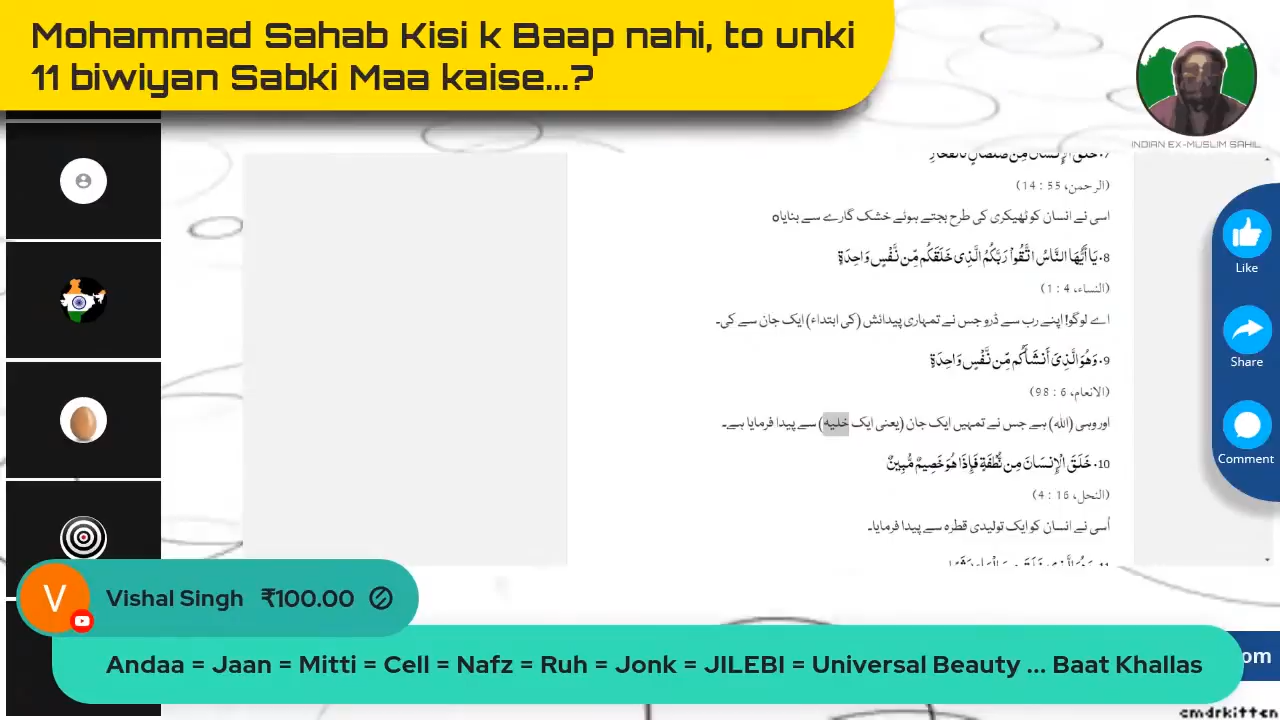 Mohammad Sahab Kisi k Baap nahi, to unki
11 biwiyan Sabki Maa kaise...?
INDIAN EX-MUSLIM SAHIL
(الرحمن، 55 : 14)
اسی نے انسان کو ٹھیکری کی طرح بجتے ہوئے خشک گارے سے بنایاo
8. يَا أَيُّهَا النَّاسُ اتَّقُواْ رَبَّكُمُ الَّذِي خَلَقَكُم مِّن نَّفْسٍ وَاحِدَةٍ
(النساء، 4 : 1)
اے لوگو! اپنے رب سے ڈرو جس نے تمہاری پیدائش (کی ابتداء) ایک جان سے کی۔
9. وَهُوَ الَّذِي أَنشَأَكُم مِّن نَّفْسٍ وَاحِدَةٍ
(الانعام، 6 : 98)
اور وہی (اللہ) ہے جس نے تمہیں ایک جان (یعنی ایک خلیہ) سے پیدا فرمایا ہے۔
10. خَلَقَ الْإِنسَانَ مِن نُّطْفَةٍ فَإِذَا هُوَ خَصِيمٌ مُّبِينٌ
(النحل، 16 : 4)
اُسی نے انسان کو ایک تولیدی قطرہ سے پیدا فرمایا۔
Like
Share
Comment
V
Vishal Singh ₹100.00
Andaa = Jaan = Mitti = Cell = Nafz = Ruh = Jonk = JILEBI = Universal Beauty ... Baat Khallas
om
cmdrkitten